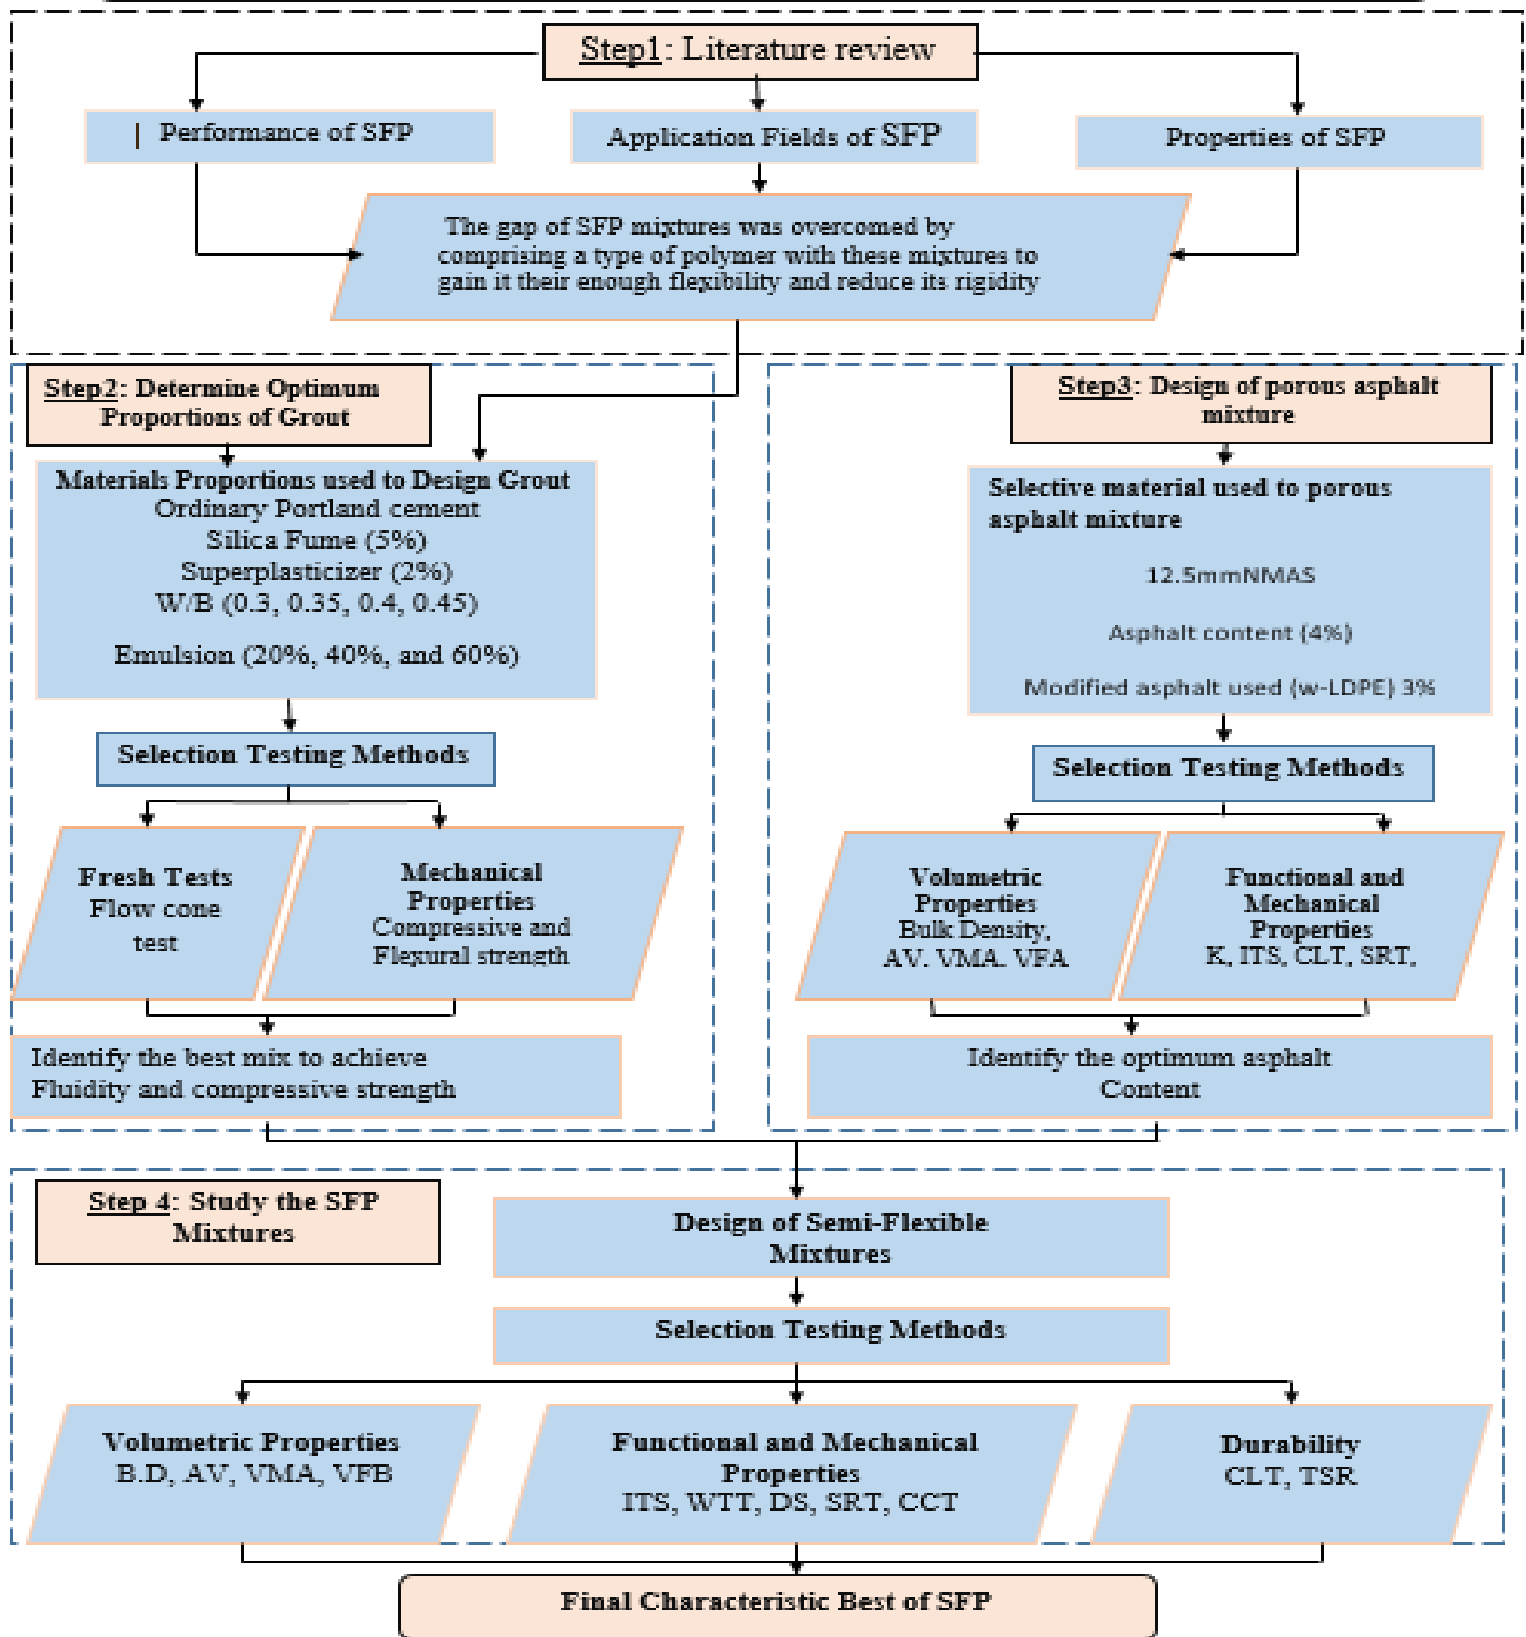 Step1: Literature review
Performance of SFP
Application Fields of SFP
Properties of SFP
The gap of SFP mixtures was overcomed by
comprising a type of polymer with these mixtures to
gain it their enough flexibility and reduce its rigidity
Step2: Determine Optimum
Proportions of Grout
Materials Proportions used to Design Grout
Ordinary Portland cement
Silica Fume (5%)
Superplasticizer (2%)
W/B (0.3, 0.35, 0.4, 0.45)
Emulsion (20%, 40%, and 60%)
Selection Testing Methods
Fresh Tests
Flow cone
test
Mechanical
Properties
Compressive and
Flexural strength
Identify the best mix to achieve
Fluidity and compressive strength
Step3: Design of porous asphalt
mixture
Selective material used to porous
asphalt mixture
12.5mmNMAS
Asphalt content (4%)
Modified asphalt used (w-LDPE) 3%
Selection Testing Methods
Volumetric
Properties
Bulk Density,
AV, VMA, VFA
Functional and
Mechanical
Properties
K, ITS, CLT, SRT,
Identify the optimum asphalt
Content
Step 4: Study the SFP
Mixtures
Design of Semi-Flexible
Mixtures
Selection Testing Methods
Volumetric Properties
B.D, AV, VMA, VFB
Functional and Mechanical
Properties
ITS, WTT, DS, SRT, CCT
Durability
CLT, TSR
Final Characteristic Best of SFP